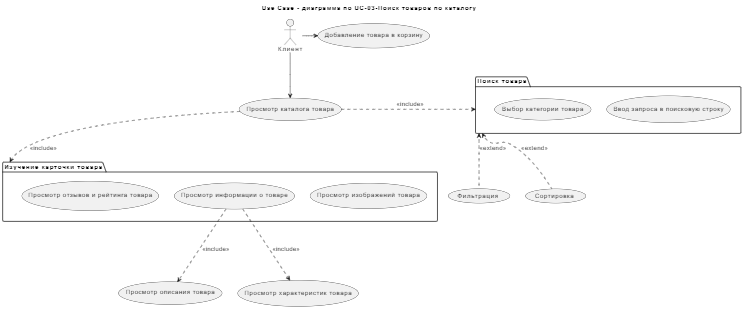 Use Case - диаграмма по UC-03-Поиск товаров по каталогу
Добавление товара в корзину
Клиент
Поиск товара
Просмотр каталога товара
«include»
Выбор категории товара
Ввод запроса в поисковую строку
«include»
«extend»
«extend»
Изучение карточки товара
Просмотр отзывов и рейтинга товара
Просмотр информации о товаре
Просмотр изображений товара
Фильтрация
Сортировка
«include»
«include»
Просмотр описания товара
Просмотр характеристик товара